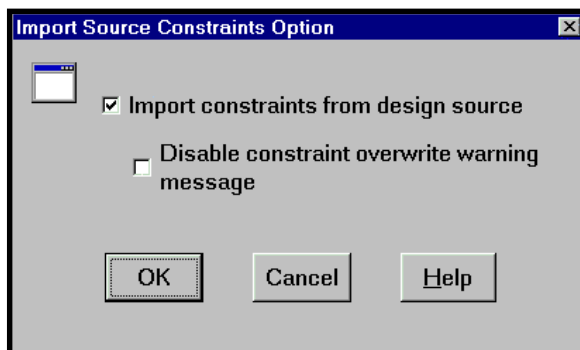 Import Source Constraints Option
Import constraints from design source
Disable constraint overwrite warning
message
OK Cancel Help